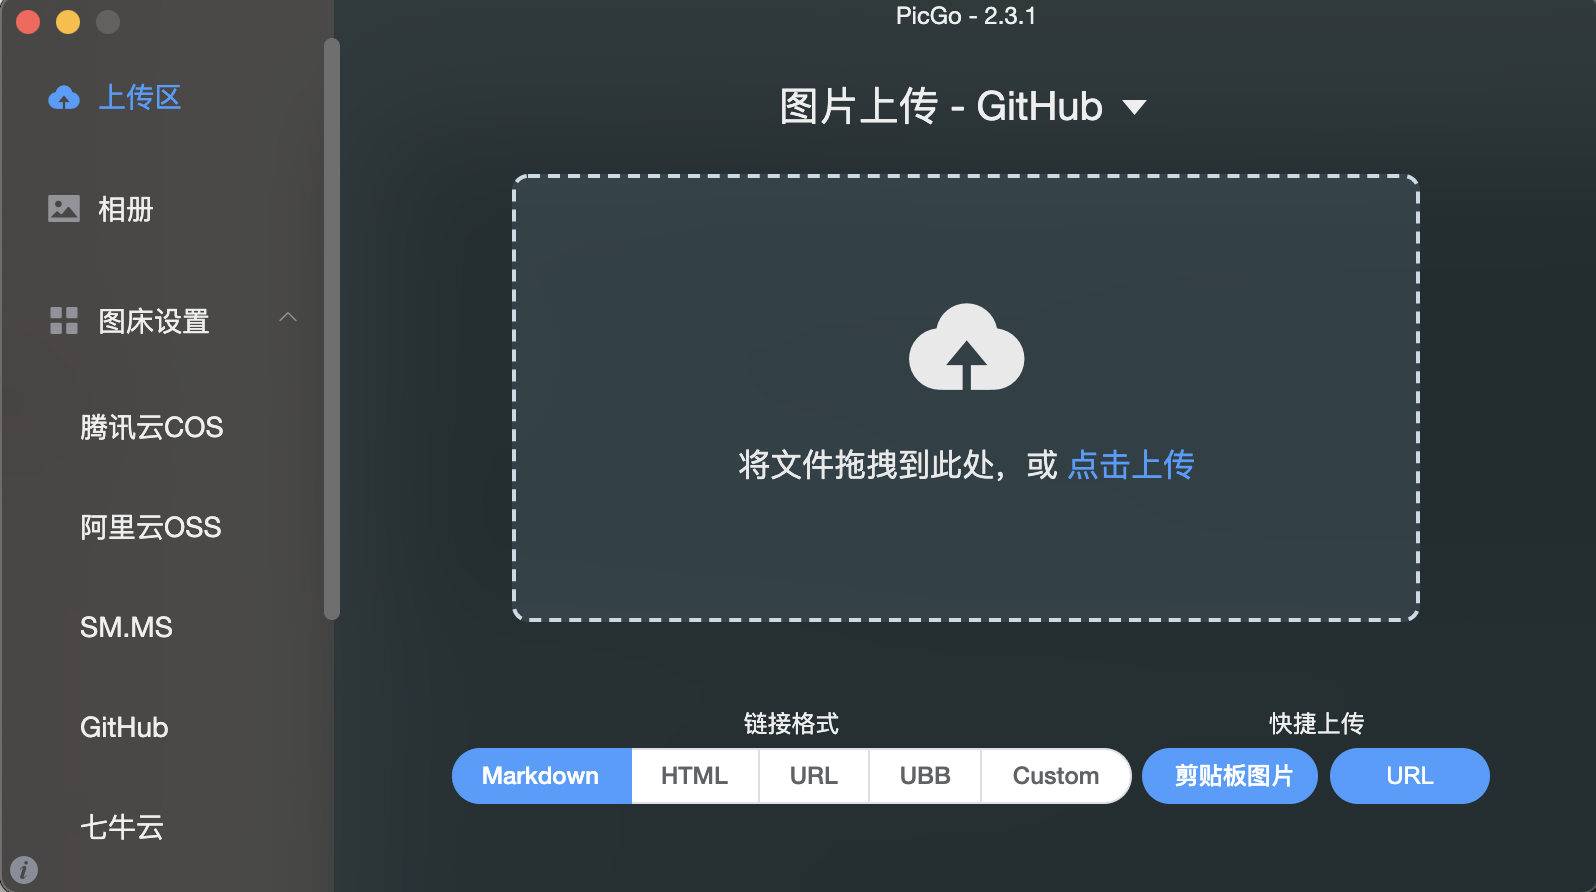 PicGo - 2.3.1
上传区
相册
图床设置
腾讯云COS
阿里云OSS
SM.MS
GitHub
七牛云
图片上传 - GitHub
将文件拖拽到此处，或 点击上传
链接格式
Markdown HTML URL UBB Custom
快捷上传
剪贴板图片 URL